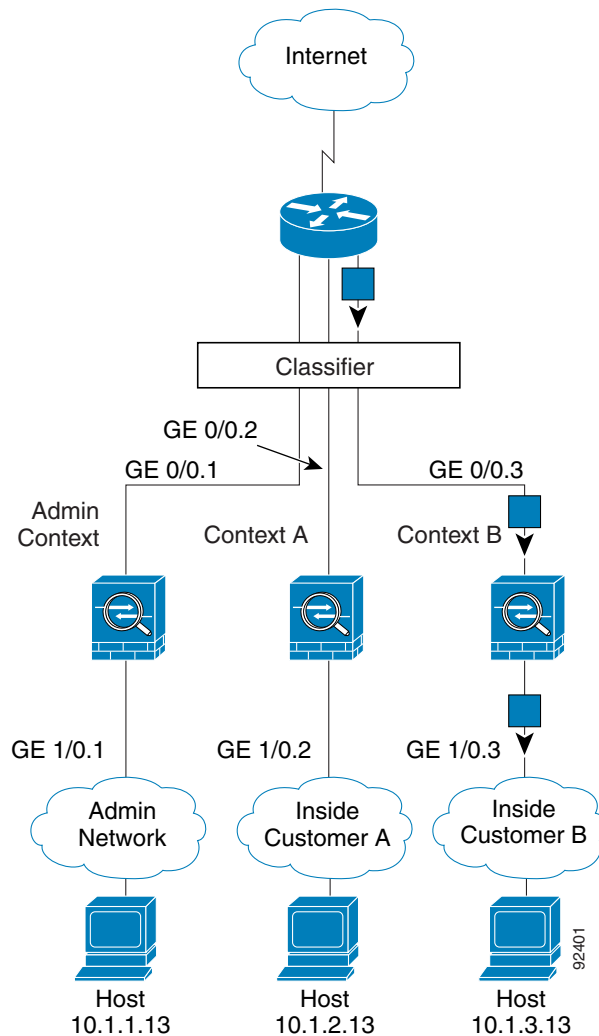 Internet
Classifier
GE 0/0.2
GE 0/0.1
GE 0/0.3
Admin
Context
Context A
Context B
GE 1/0.1
GE 1/0.2
GE 1/0.3
Admin
Network
Inside
Customer A
Inside
Customer B
92401
Host
10.1.1.13
Host
10.1.2.13
Host
10.1.3.13